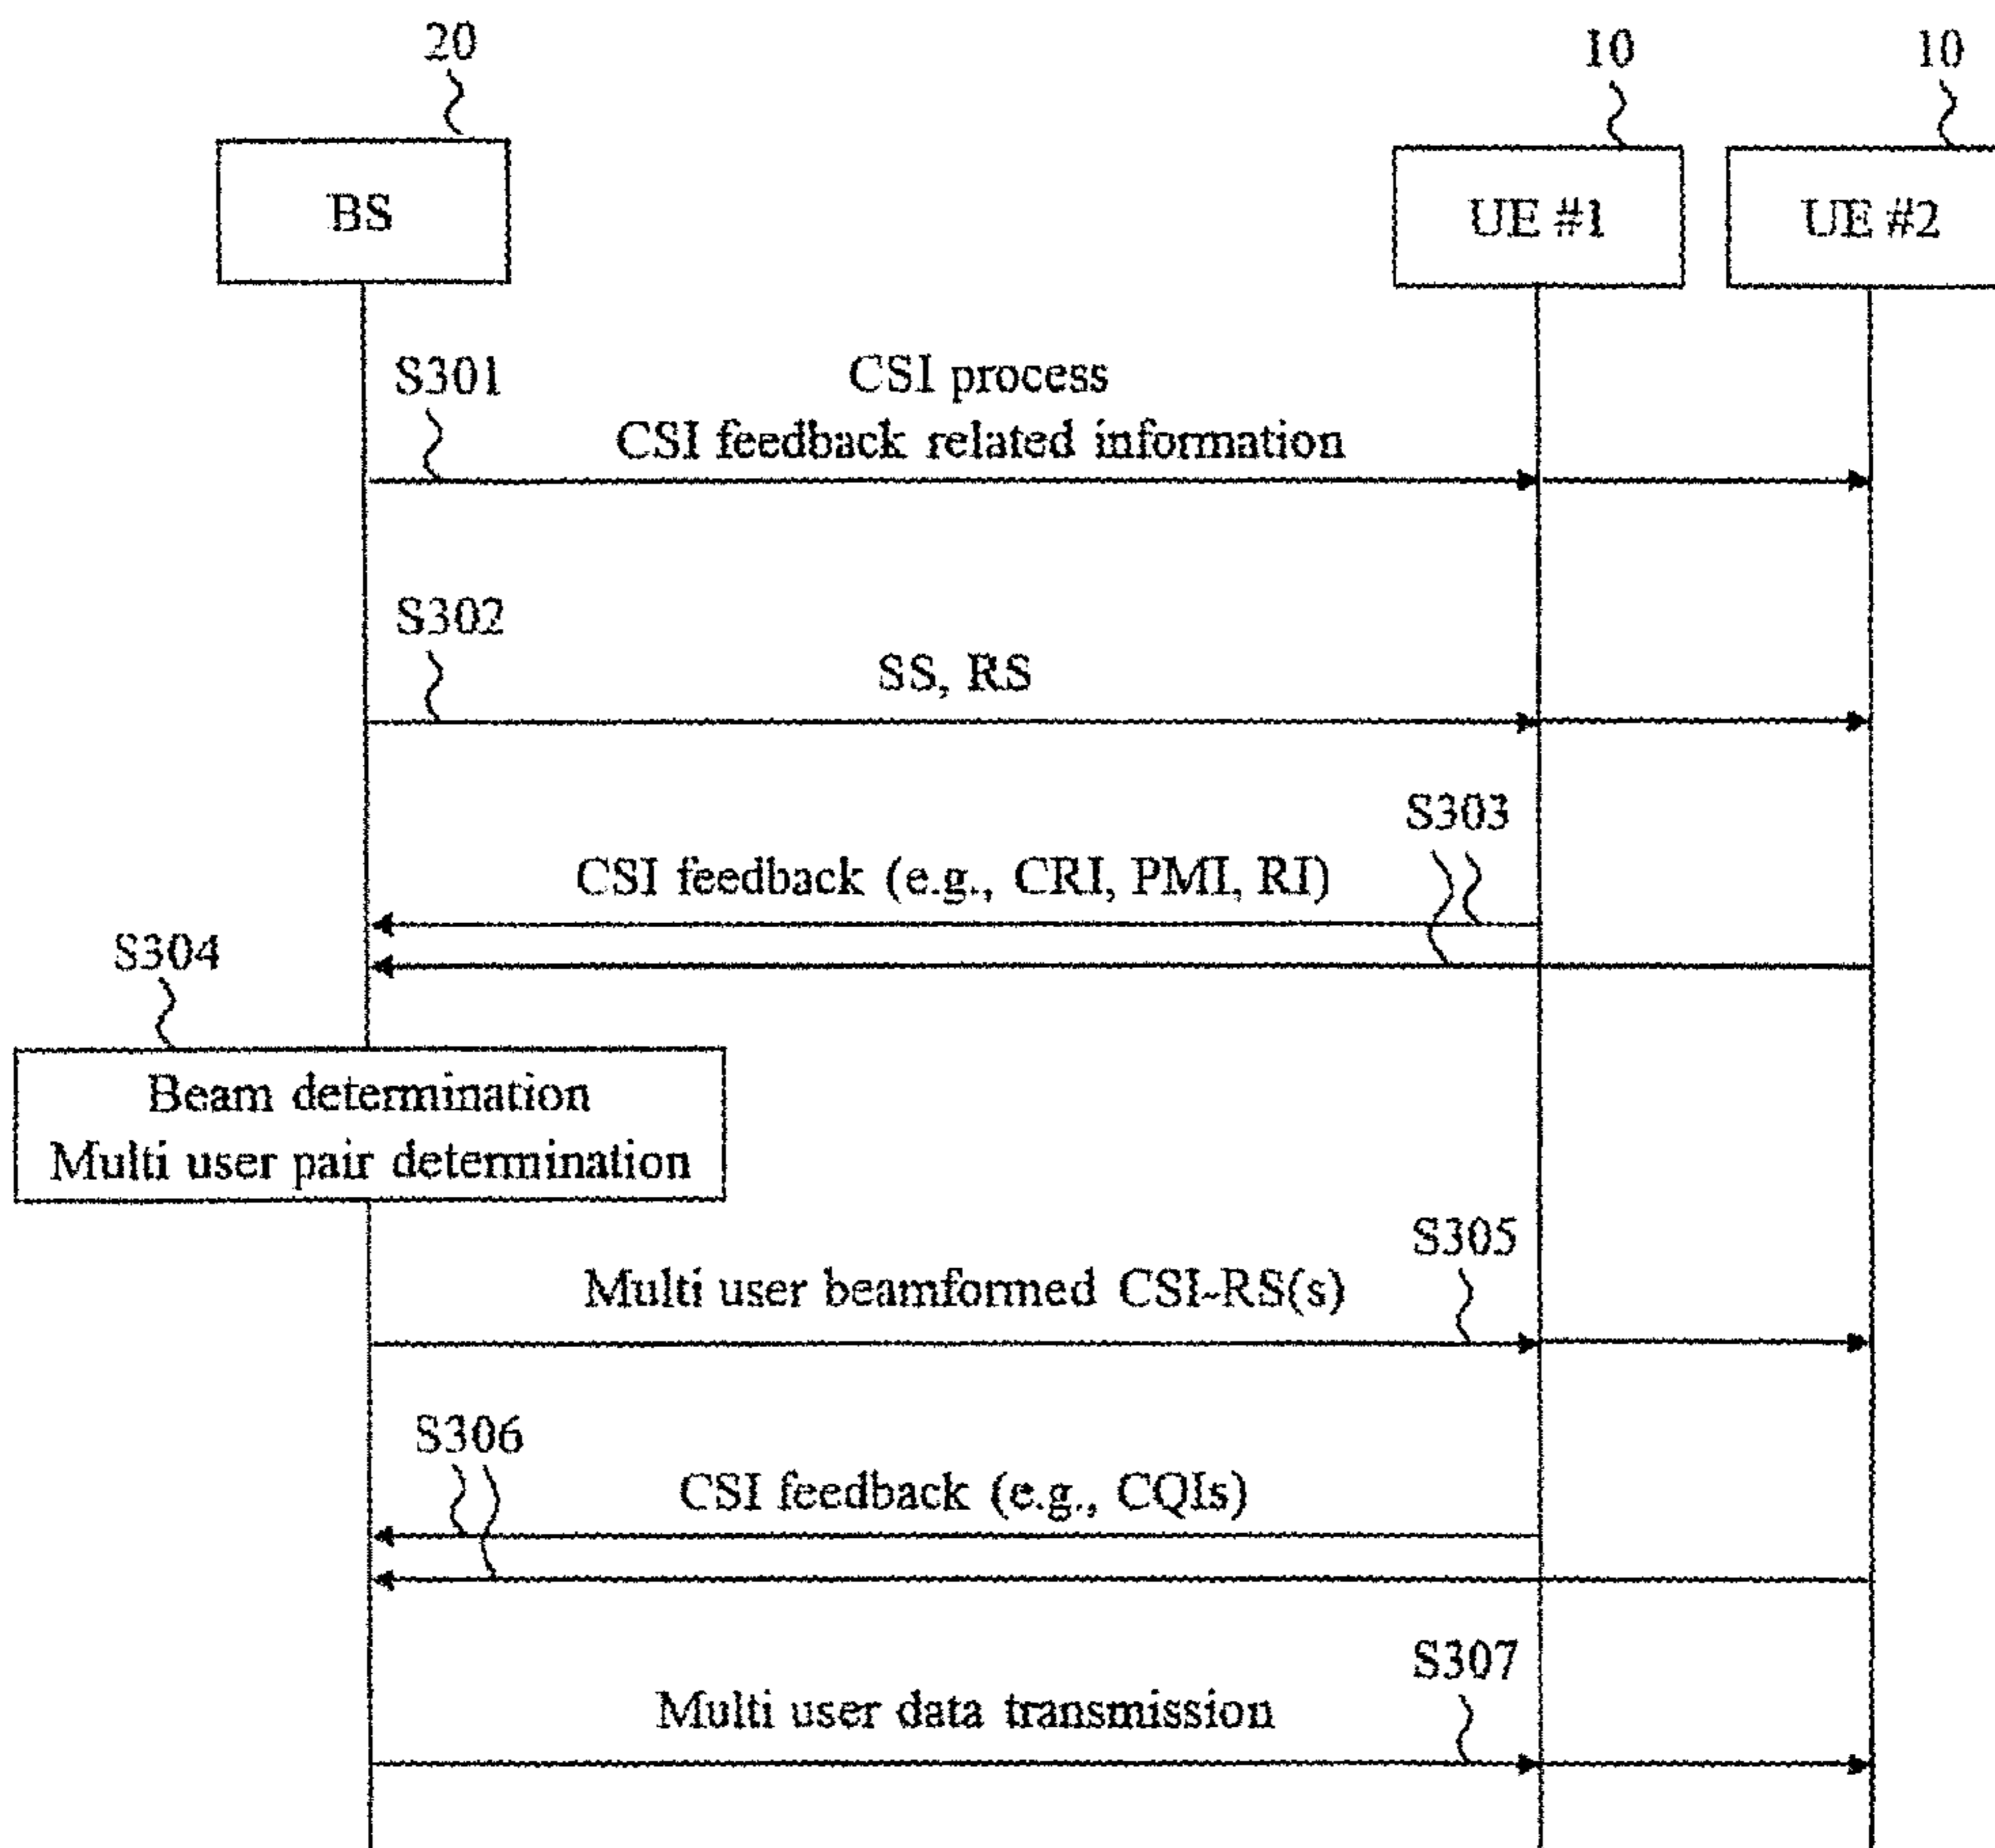 20
10
10
BS
UE #1
UE #2
S301
CSI process
CSI feedback related information
S302
SS, RS
S303
CSI feedback (e.g., CRI, PMI, RI)
S304
Beam determination
Multi user pair determination
S305
Multi user beamformed CSI-RS(s)
S306
CSI feedback (e.g., CQIs)
S307
Multi user data transmission